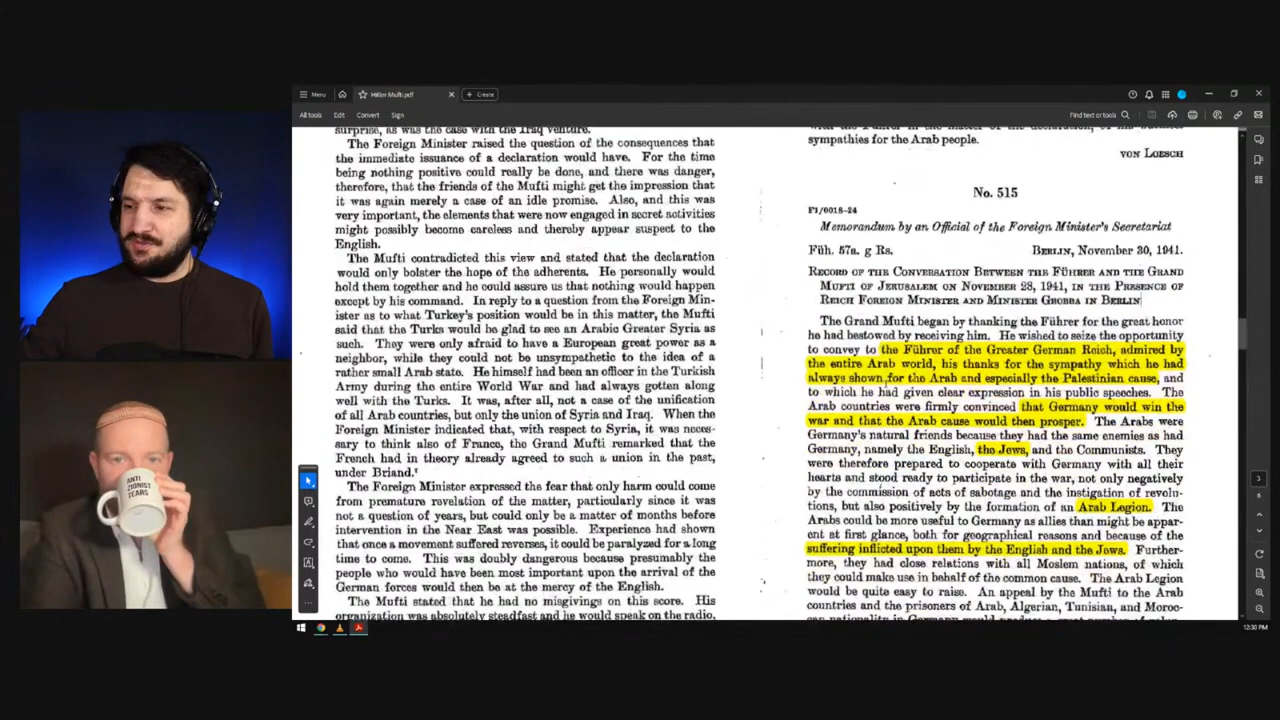 Menu
Hitler Mufti.pdf
Create
All tools
Edit
Convert
Sign
Find text or tools
surprise, as was the case with the Iraq venture.
The Foreign Minister raised the question of the consequences that
the immediate issuance of a declaration would have. For the time
being nothing positive could really be done, and there was danger,
therefore, that the friends of the Mufti might get the impression that
it was again merely a case of an idle promise. Also, and this was
very important, the elements that were now engaged in secret activities
might possibly become careless and thereby appear suspect to the
English.
The Mufti contradicted this view and stated that the declaration
would only bolster the hope of the adherents. He personally would
hold them together and he could assure us that nothing would happen
except by his command. In reply to a question from the Foreign Min-
ister as to what Turkey's position would be in this matter, the Mufti
said that the Turks would be glad to see an Arabic Greater Syria as
such. They were only afraid to have a European great power as a
neighbor, while they could not be unsympathetic to the idea of a
rather small Arab state. He himself had been an officer in the Turkish
Army during the entire World War and had always gotten along
well with the Turks. It was, after all, not a case of the unification
of all Arab countries, but only the union of Syria and Iraq. When the
Foreign Minister indicated that, with respect to Syria, it was neces-
sary to think also of France, the Grand Mufti remarked that the
French had in theory already agreed to such a union in the past,
under Briand.¹
The Foreign Minister expressed the fear that only harm could come
from premature revelation of the matter, particularly since it was
not a question of years, but could only be a matter of months before
intervention in the Near East was possible. Experience had shown
that once a movement suffered reverses, it could be paralyzed for a long
time to come. This was doubly dangerous because presumably the
people who would have been most important upon the arrival of the
German forces would then be at the mercy of the English.
The Mufti stated that he had no misgivings on this score. His
organization was absolutely steadfast and he would speak on the radio,
sympathies for the Arab people.
VON LOESCH
No. 515
F1/0018–24
Memorandum by an Official of the Foreign Minister's Secretariat
Füh. 57a. g Rs.
BERLIN, November 30, 1941.
RECORD OF THE CONVERSATION BETWEEN THE FÜHRER AND THE GRAND
MUFTI OF JERUSALEM ON NOVEMBER 28, 1941, IN THE PRESENCE OF
REICH FOREIGN MINISTER AND MINISTER GROBBA IN BERLIN
The Grand Mufti began by thanking the Führer for the great honor
he had bestowed by receiving him. He wished to seize the opportunity
to convey to the Führer of the Greater German Reich, admired by
the entire Arab world, his thanks for the sympathy which he had
always shown for the Arab and especially the Palestinian cause, and
to which he had given clear expression in his public speeches. The
Arab countries were firmly convinced that Germany would win the
war and that the Arab cause would then prosper. The Arabs were
Germany's natural friends because they had the same enemies as had
Germany, namely the English, the Jews, and the Communists. They
were therefore prepared to cooperate with Germany with all their
hearts and stood ready to participate in the war, not only negatively
by the commission of acts of sabotage and the instigation of revolu-
tions, but also positively by the formation of an Arab Legion. The
Arabs could be more useful to Germany as allies than might be appar-
ent at first glance, both for geographical reasons and because of the
suffering inflicted upon them by the English and the Jews. Further-
more, they had close relations with all Moslem nations, of which
they could make use in behalf of the common cause. The Arab Legion
would be quite easy to raise. An appeal by the Mufti to the Arab
countries and the prisoners of Arab, Algerian, Tunisian, and Moroc-
3
6
12:30 PM
ANTI
ZIONIST
TEARS